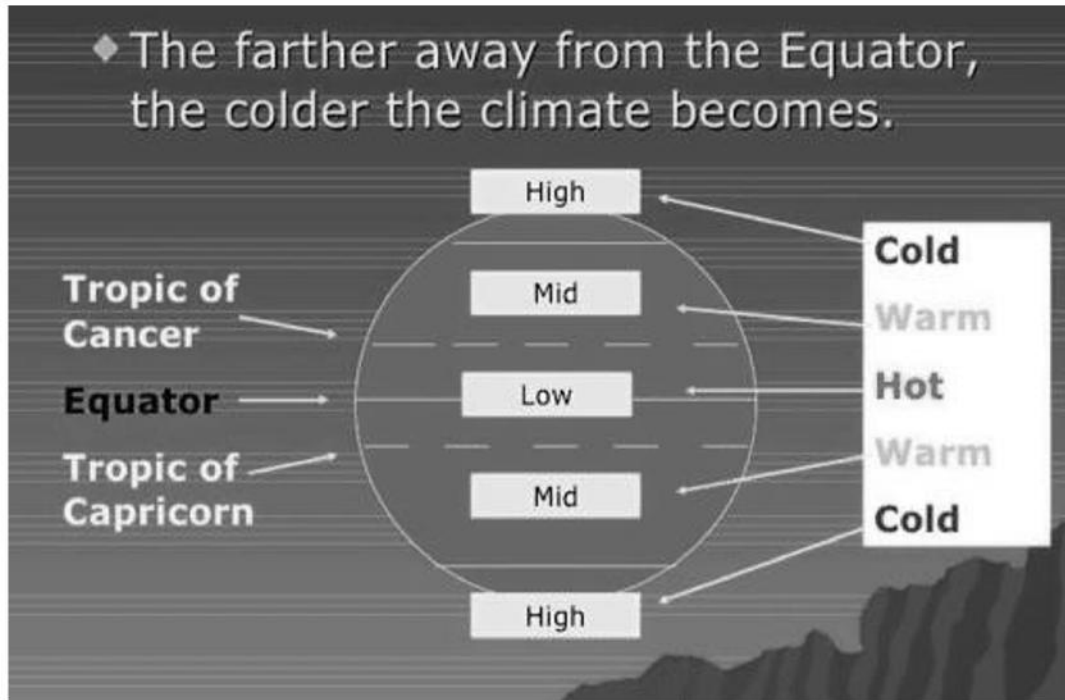 The farther away from the Equator,
the colder the climate becomes.
High
Mid
Low
Mid
High
Tropic of
Cancer
Equator
Tropic of
Capricorn
Cold
Warm
Hot
Warm
Cold